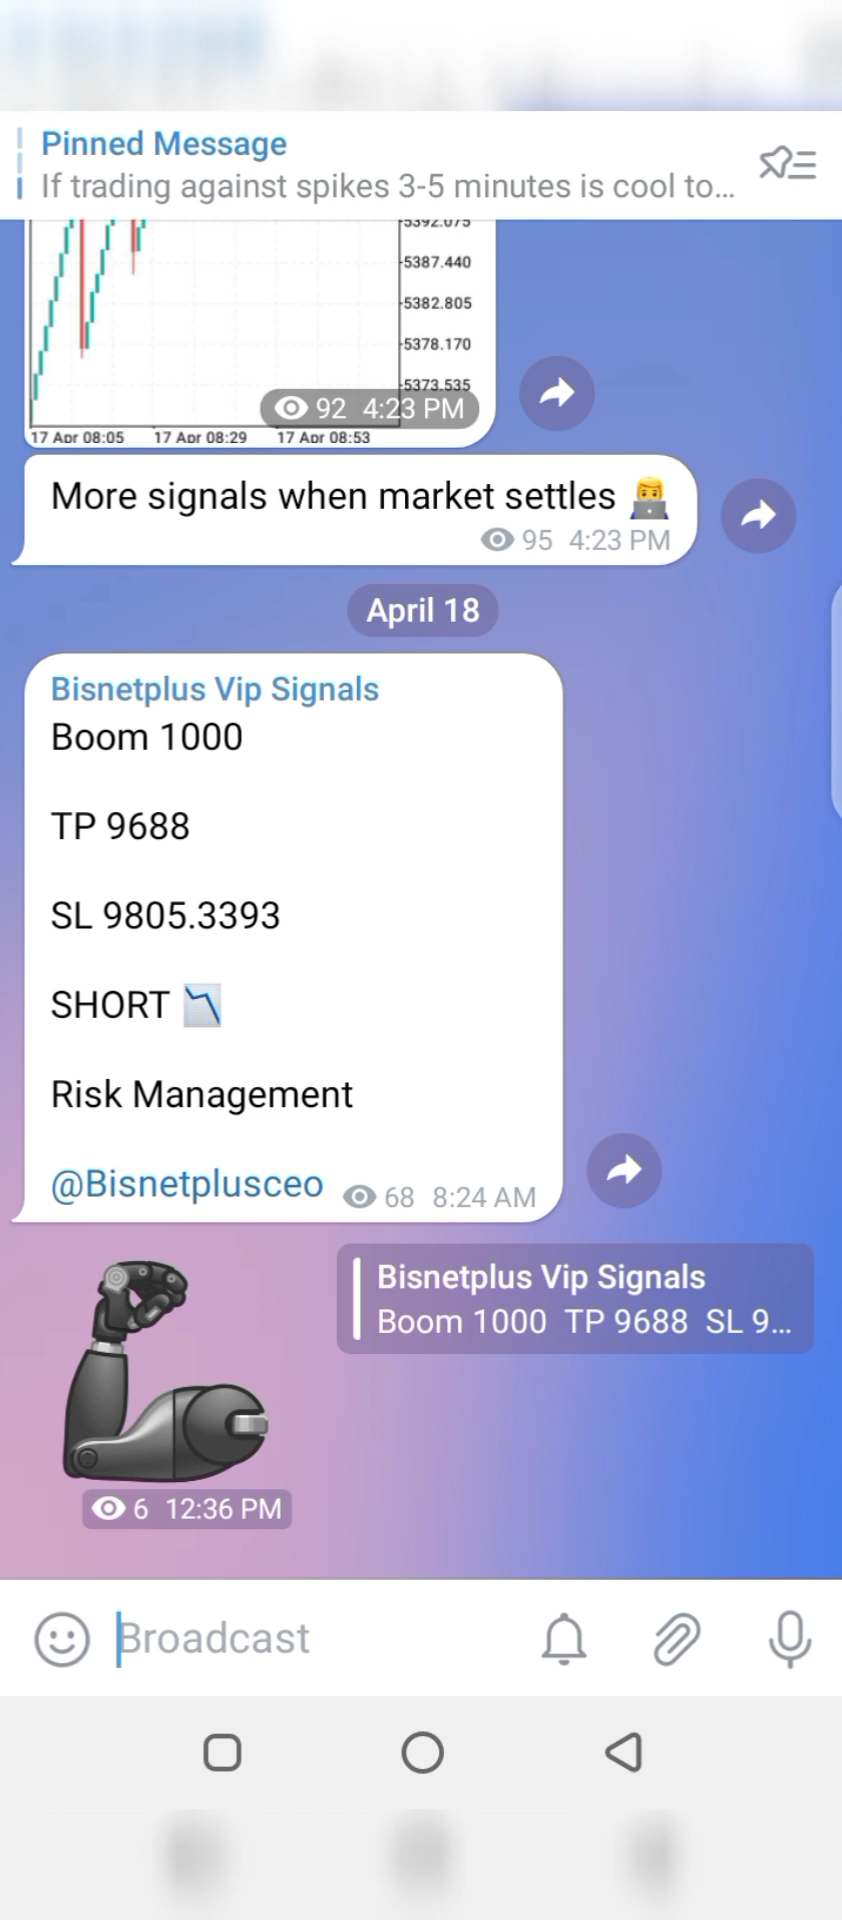 Pinned Message
If trading against spikes 3-5 minutes is cool to...
5392.075
5387.440
5382.805
5378.170
5373.535
92 4:23 PM
17 Apr 08:05 17 Apr 08:29 17 Apr 08:53
More signals when market settles 👨‍💻
95 4:23 PM
April 18
Bisnetplus Vip Signals
Boom 1000
TP 9688
SL 9805.3393
SHORT 📉
Risk Management
@Bisnetplusceo 68 8:24 AM
Bisnetplus Vip Signals
Boom 1000 TP 9688 SL 9...
6 12:36 PM
Broadcast